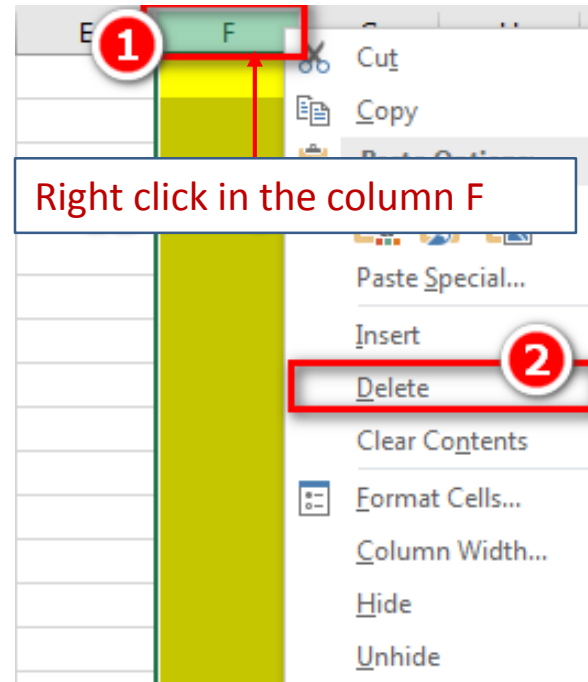 E
1
F
Cut
Copy
Right click in the column F
Paste Special...
Insert
2
Delete
Clear Contents
Format Cells...
Column Width...
Hide
Unhide